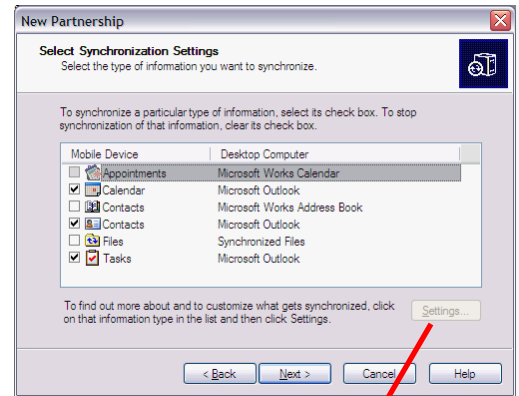 New Partnership
Select Synchronization Settings
Select the type of information you want to synchronize.
To synchronize a particular type of information, select its check box. To stop
synchronization of that information, clear its check box.
Mobile Device Desktop Computer
Appointments Microsoft Works Calendar
Calendar Microsoft Outlook
Contacts Microsoft Works Address Book
Contacts Microsoft Outlook
Files Synchronized Files
Tasks Microsoft Outlook
To find out more about and to customize what gets synchronized, click
on that information type in the list and then click Settings.
Settings...
< Back Next > Cancel Help